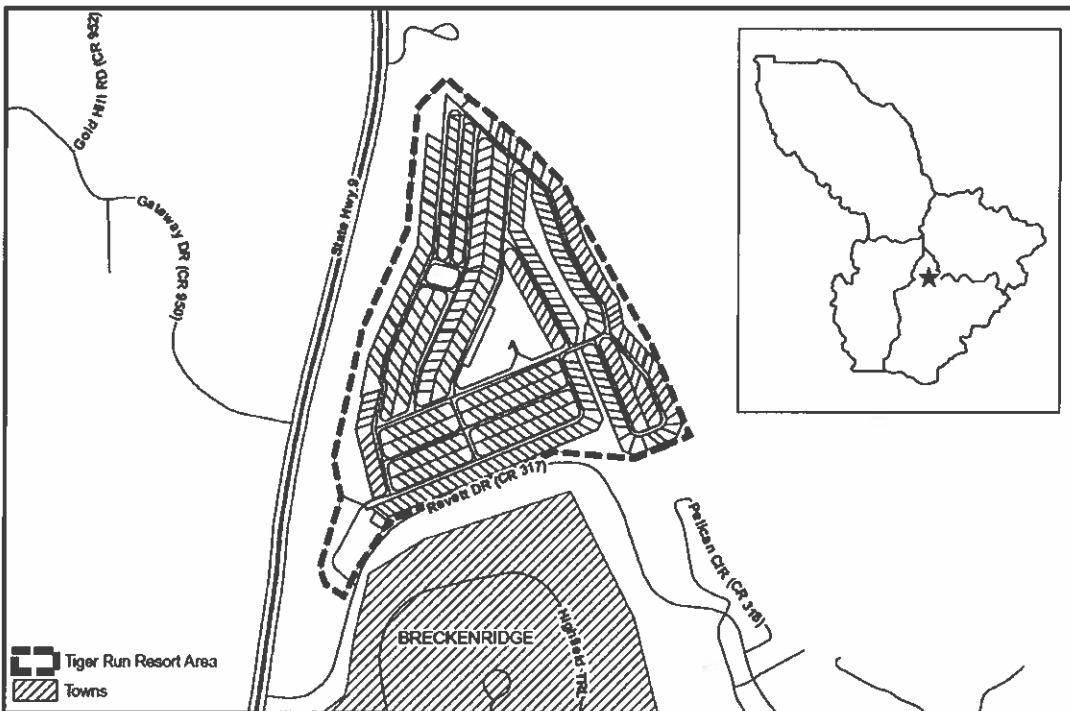 Gold Hill RD (CR 952)
Gateway DR (CR 950)
State Hwy 9
Revett DR (CR 317)
Pelican CIR (CR 318)
BRECKENRIDGE
Highfield TRL
Tiger Run Resort Area
Towns